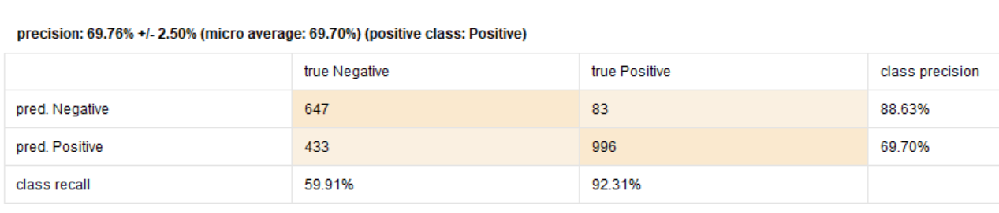 precision: 69.76% +/- 2.50% (micro average: 69.70%) (positive class: Positive)
true Negative true Positive class precision
pred. Negative 647 83 88.63%
pred. Positive 433 996 69.70%
class recall 59.91% 92.31%